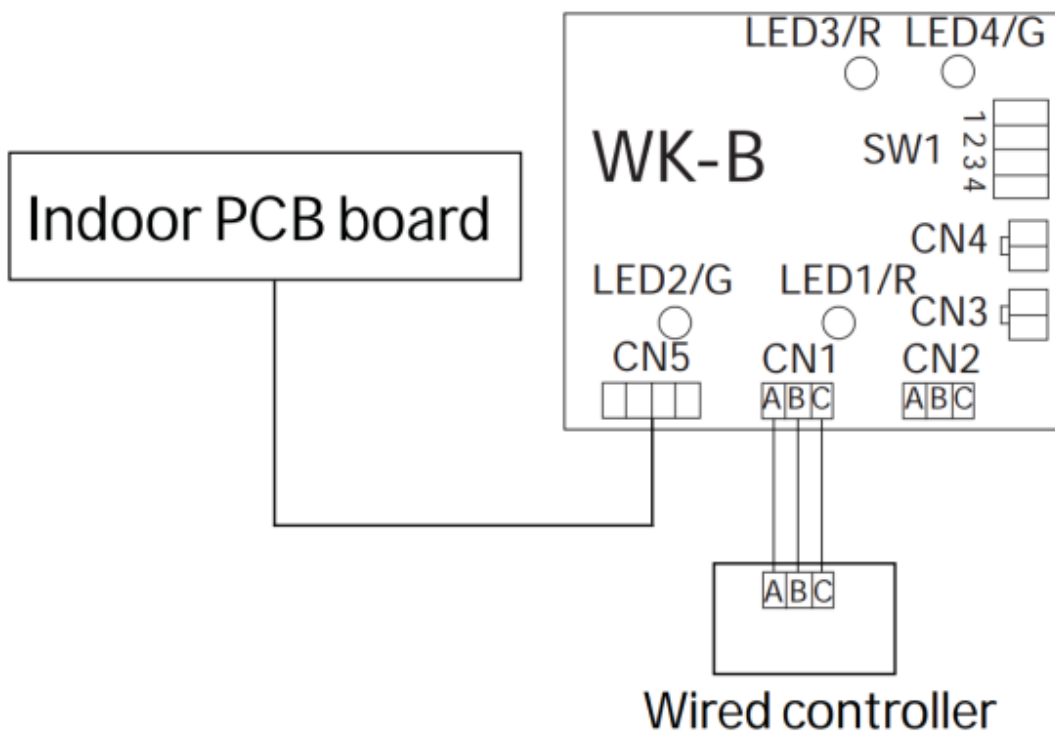 LED3/R LED4/G
WK-B
SW1
1
2
3
4
Indoor PCB board
CN4
LED2/G LED1/R
CN3
CN5 CN1 CN2
A B C
A B C
A B C
Wired controller